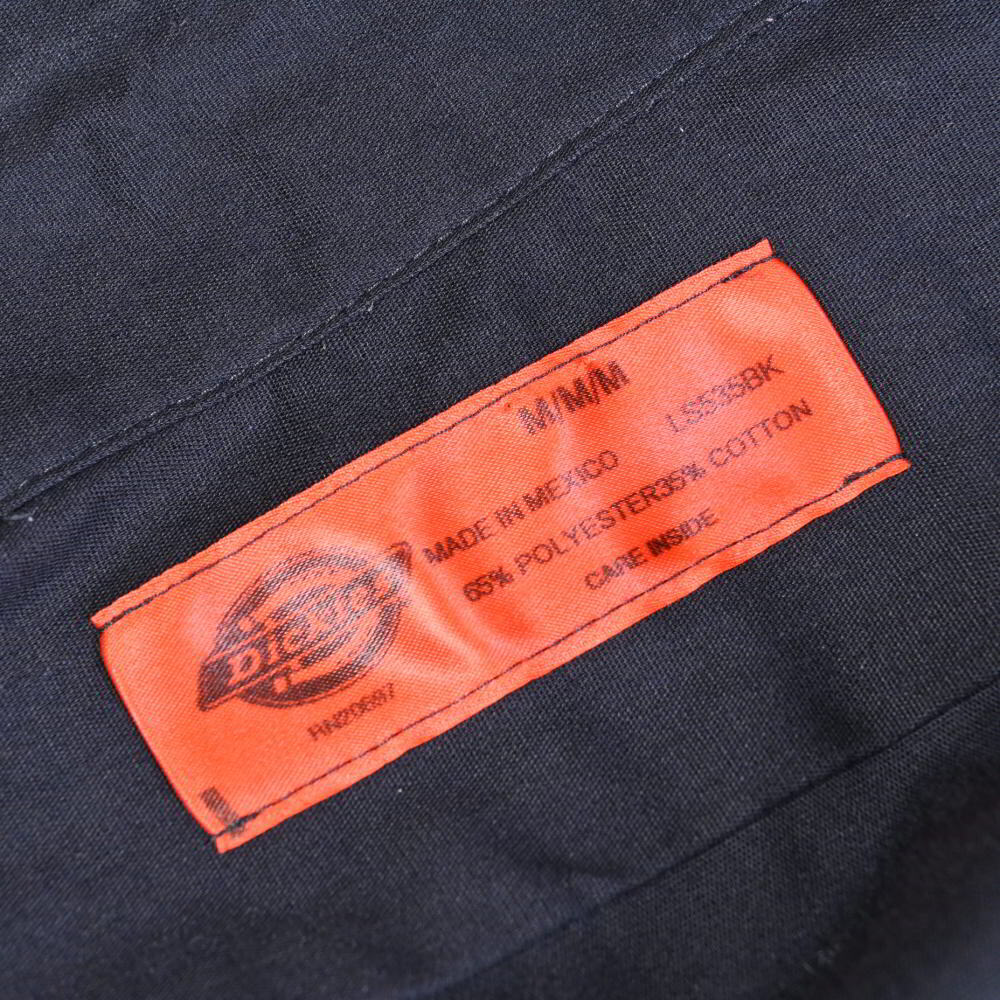 M/M/M
MADE IN MEXICO LS535BK
65% POLYESTER35% COTTON
CARE INSIDE
DICKIES
RN20697